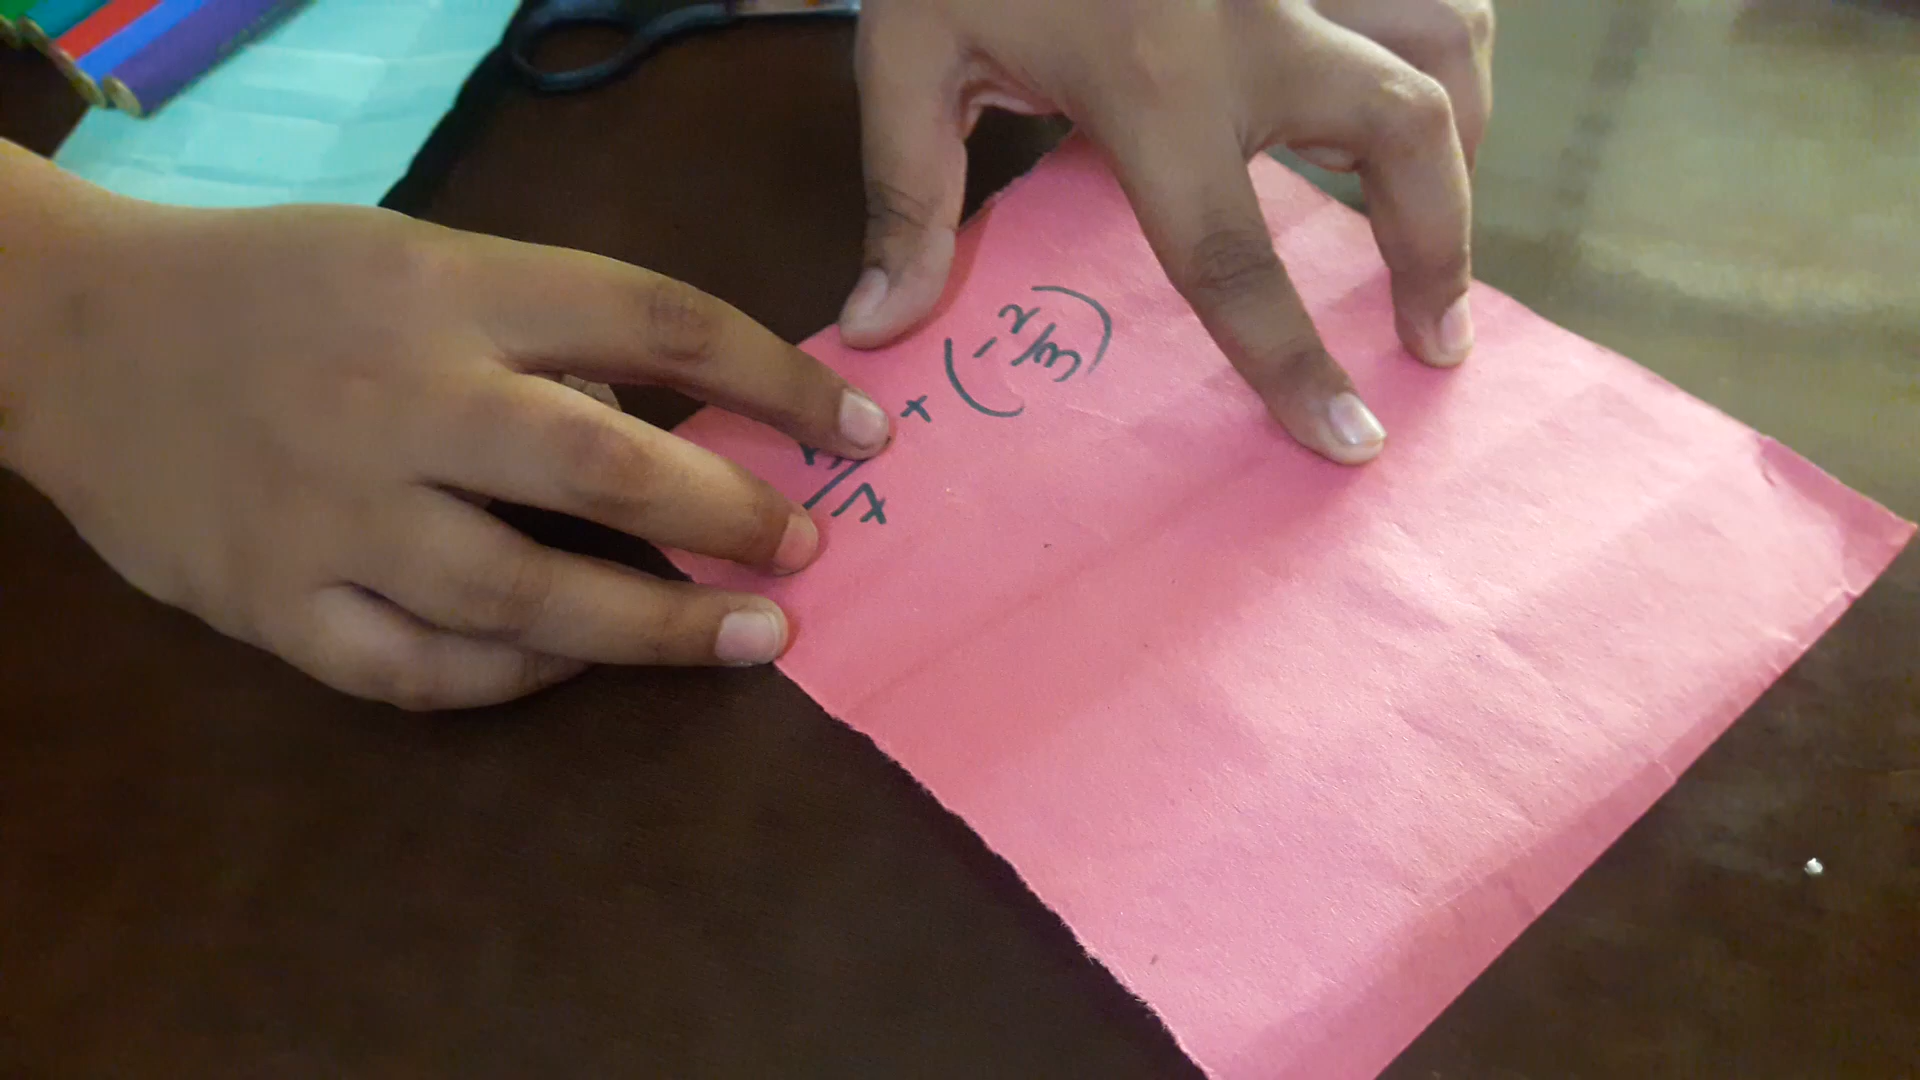 /7 + (-2/3)